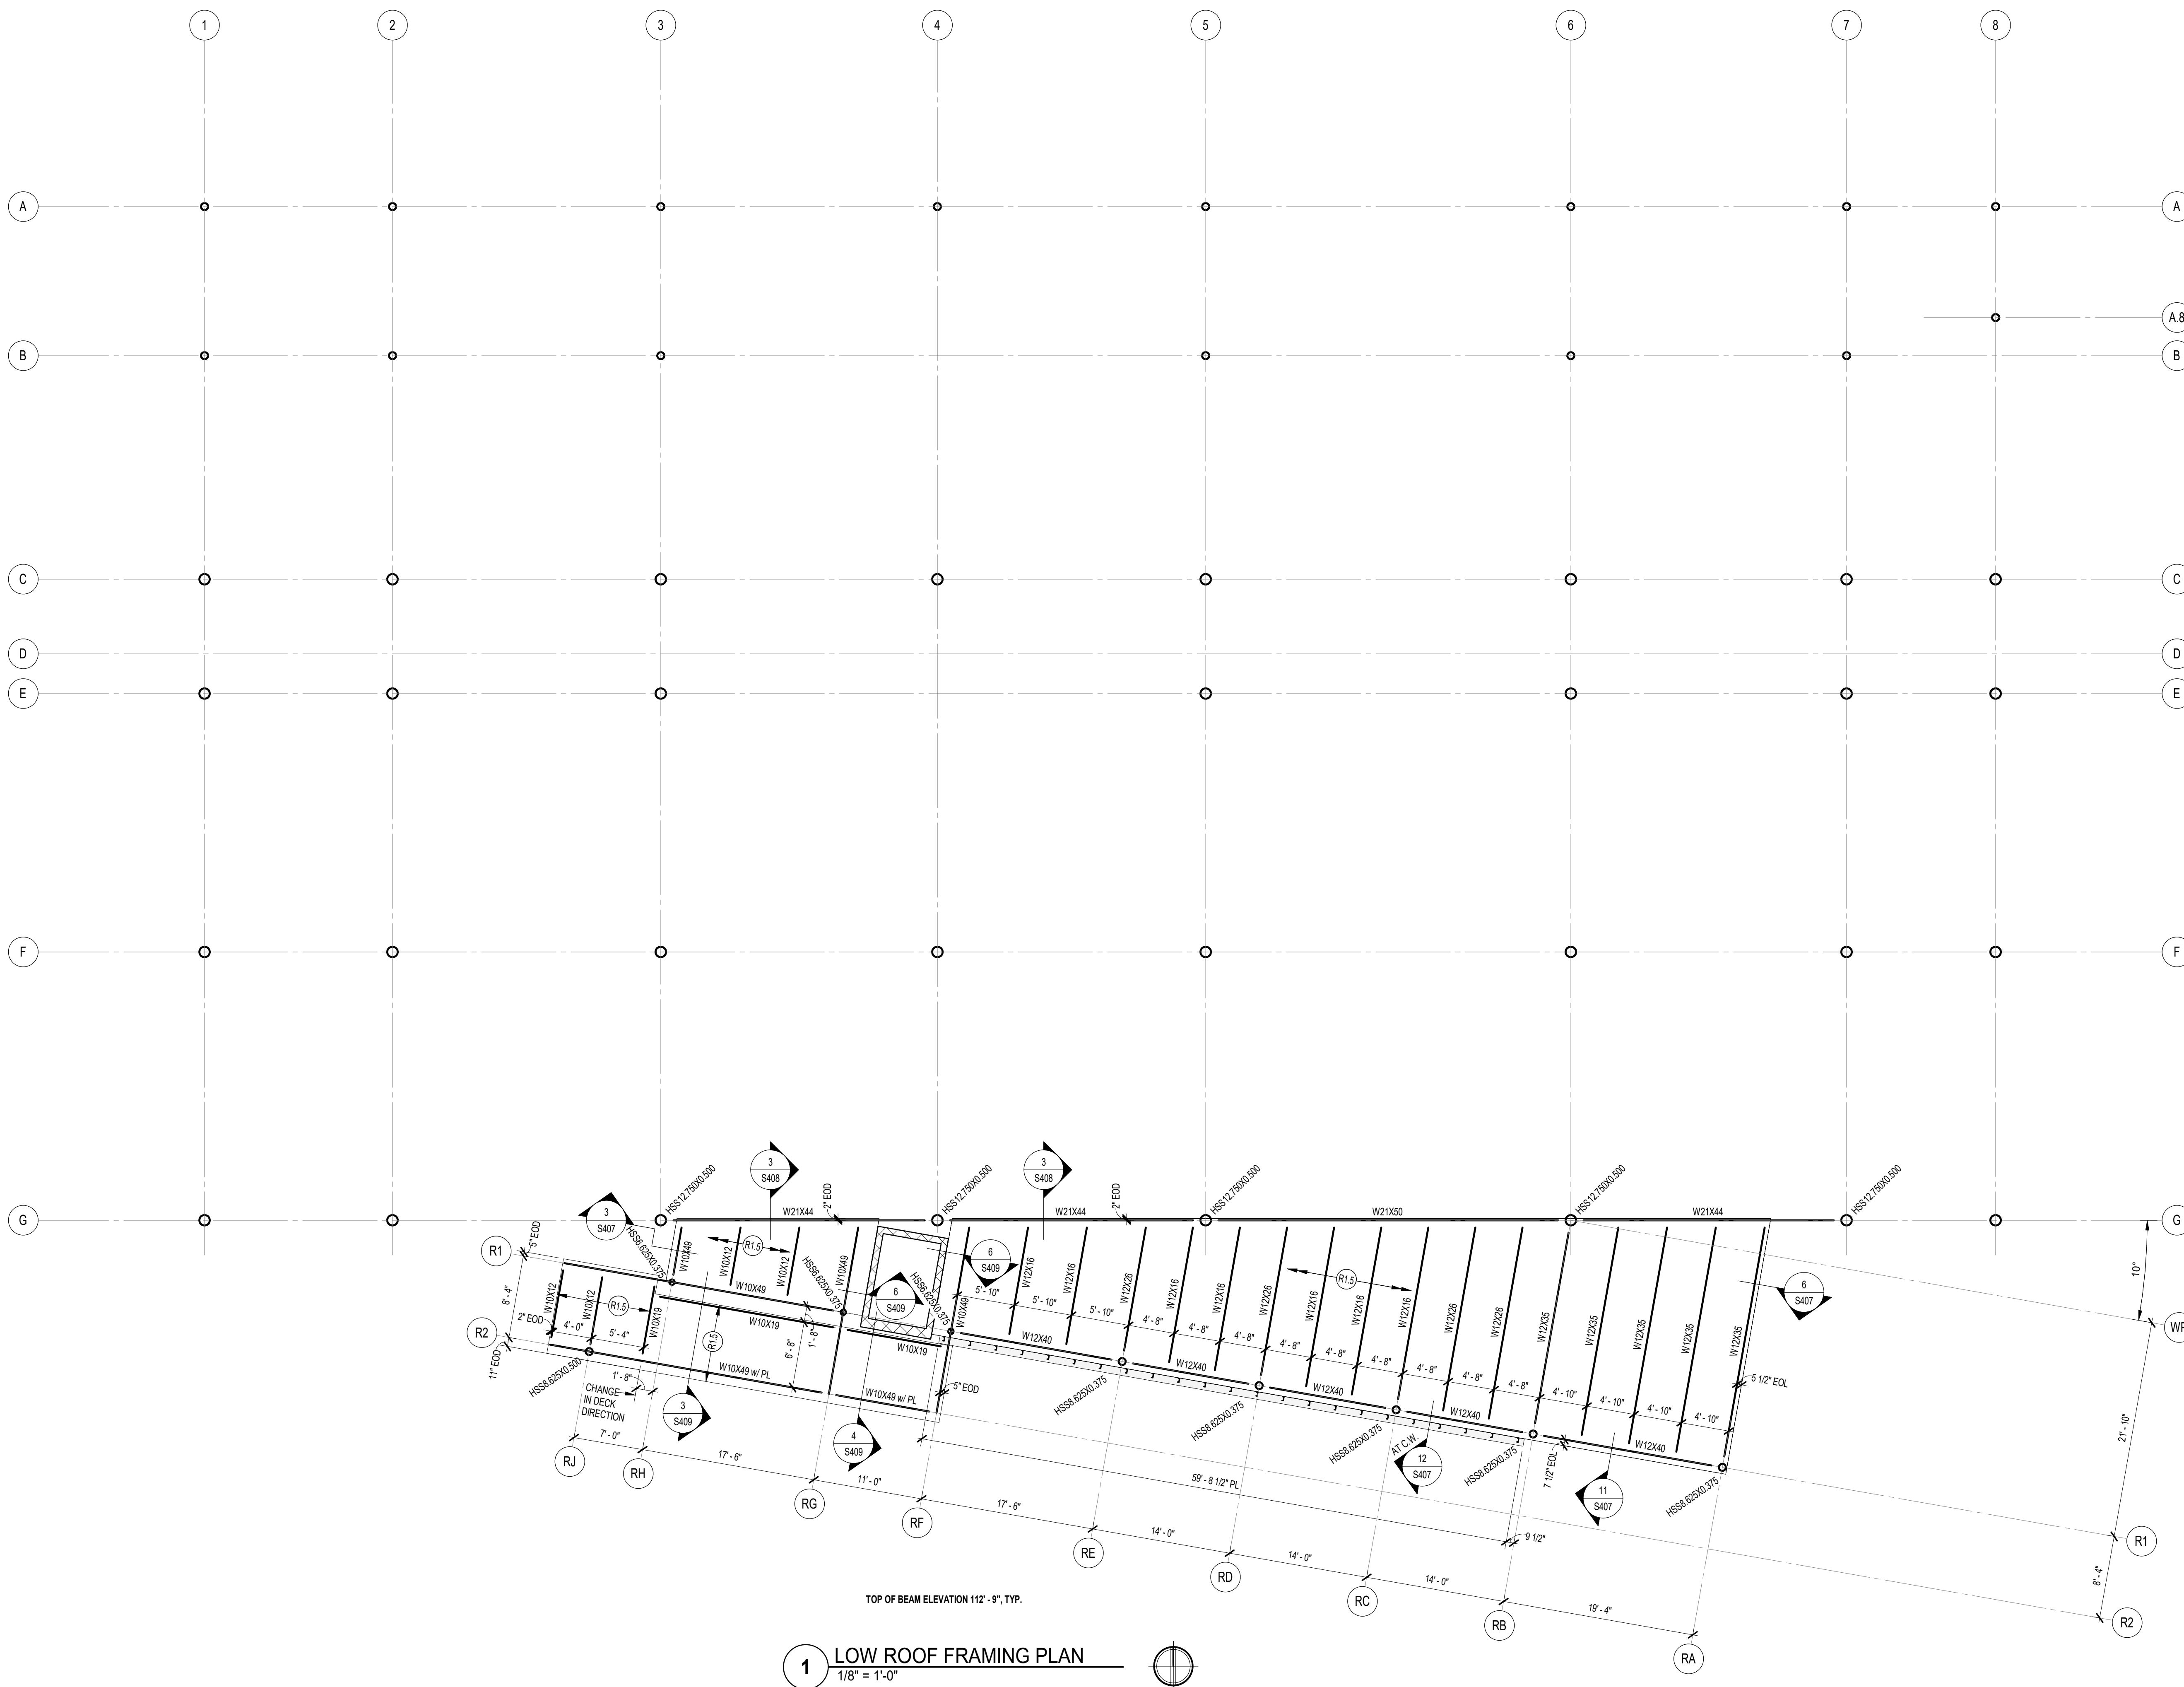 1
2
3
4
5
6
7
8
A
A
A.8
B
B
C
C
D
D
E
E
F
F
HSS12.750X0.500
HSS12.750X0.500
HSS12.750X0.500
HSS12.750X0.500
HSS12.750X0.500
3
S408
3
S408
3
S407
2" EOD
2" EOD
G
W21X44
W21X44
W21X50
W21X44
G
R1
5" EOD
HSS6.625X0.375
W10X49
W10X12
R1.5
W10X12
HSS6.625X0.375
W10X49
6
S409
6
S409
HSS6.625X0.375
W10X49
5' - 10"
W12X16
5' - 10"
W12X16
5' - 10"
W12X26
4' - 8"
W12X16
4' - 8"
W12X16
4' - 8"
W12X26
4' - 8"
W12X16
4' - 8"
R1.5
W12X16
4' - 8"
W12X16
4' - 8"
W12X26
4' - 8"
W12X26
4' - 8"
W12X35
4' - 10"
W12X35
4' - 10"
W12X35
4' - 10"
W12X35
4' - 10"
W12X35
6
S407
10°
8' - 4"
W10X12
W10X12
R1.5
W10X19
W10X49
W10X19
R1.5
6' - 8"
1' - 8"
W10X19
R2
2" EOD
4' - 0"
5' - 4"
11" EOD
HSS8.625X0.500
1' - 8"
CHANGE
IN DECK
DIRECTION
W10X49 w/ PL
W10X49 w/ PL
5" EOD
W12X40
W12X40
W12X40
W12X40
W12X40
HSS8.625X0.375
HSS8.625X0.375
HSS8.625X0.375
HSS8.625X0.375
HSS8.625X0.375
5 1/2" EOL
7 1/2" EOL
AT C.W.
3
S409
4
S409
12
S407
11
S407
21' - 10"
8' - 4"
7' - 0"
17' - 6"
11' - 0"
17' - 6"
14' - 0"
14' - 0"
14' - 0"
19' - 4"
59' - 8 1/2" PL
9 1/2"
RJ
RH
RG
RF
RE
RD
RC
RB
RA
R1
R2
TOP OF BEAM ELEVATION 112' - 9", TYP.
1
LOW ROOF FRAMING PLAN
1/8" = 1'-0"